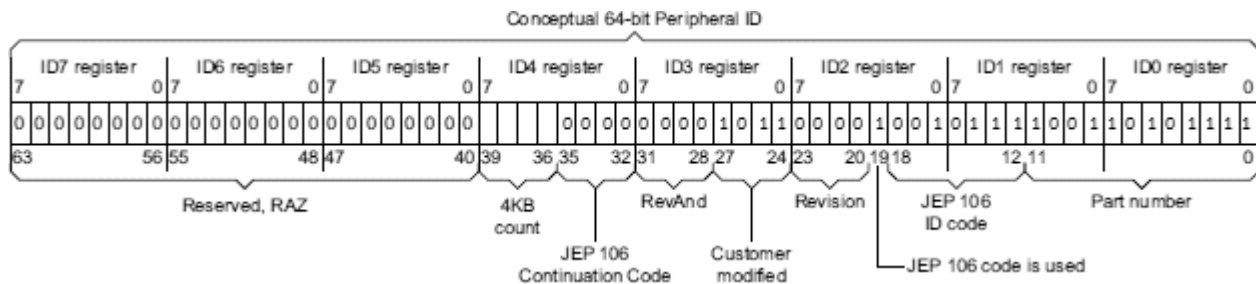 Conceptual 64-bit Peripheral ID
ID7 register ID6 register ID5 register ID4 register ID3 register ID2 register ID1 register ID0 register
7 0 7 0 7 0 7 0 7 0 7 0 7 0 7 0
0 0 0 0 0 0 0 0 0 0 0 0 0 0 0 0 0 0 0 0 0 0 0 0 0 0 0 0 0 0 0 0 1 0 1 1 0 0 0 0 1 0 0 1 0 1 1 1 1 0 0 1 1 0 1 0 1 1 1 1
63 56 55 48 47 40 39 36 35 32 31 28 27 24 23 20 19 18 12 11 0
Reserved, RAZ
4KB
count
JEP 106
Continuation Code
RevAnd
Customer
modified
Revision
JEP 106 code is used
JEP 106
ID code
Part number